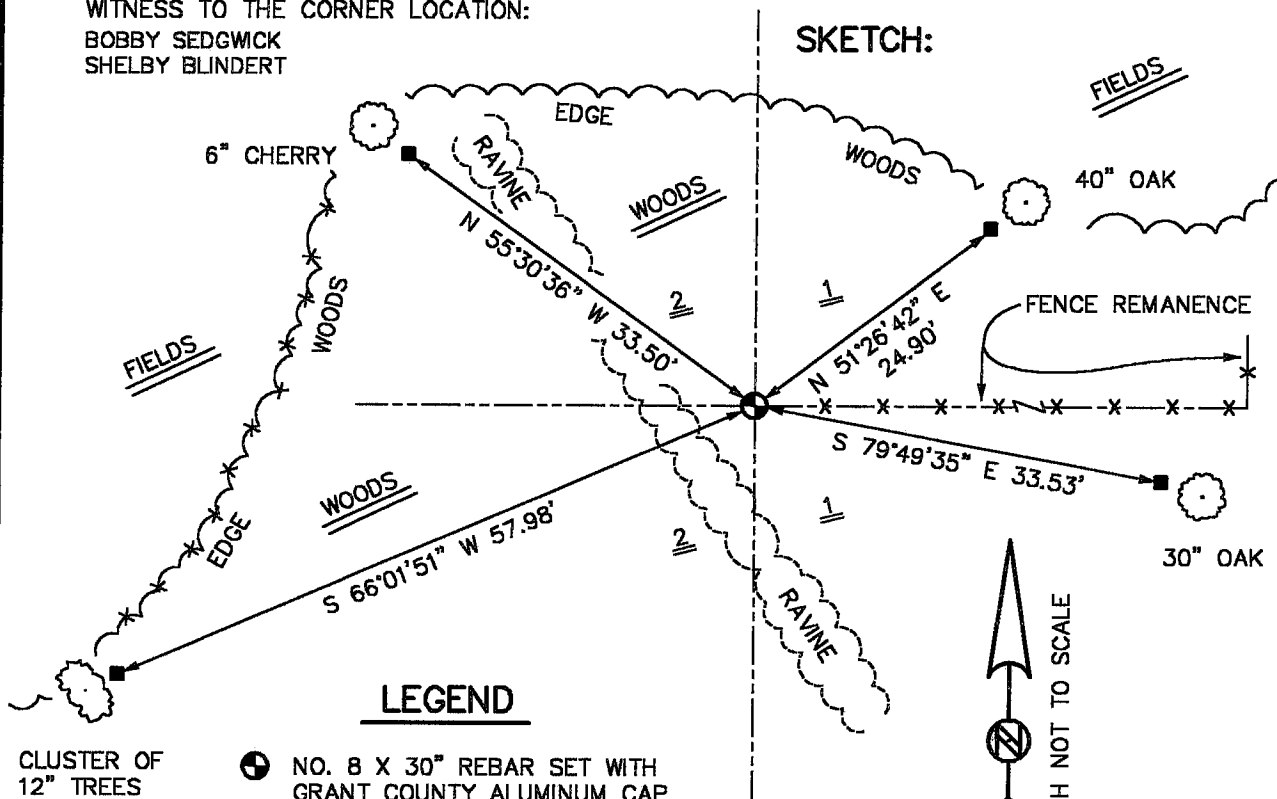 WITNESS TO THE CORNER LOCATION:
BOBBY SEDGWICK
SHELBY BLINDERT
SKETCH:
FIELDS
EDGE
6" CHERRY
RAVINE
WOODS
40" OAK
WOODS
N 55°30'36" W 33.50'
2
1
N 51°26'42" E
24.90'
FENCE REMANENCE
WOODS
FIELDS
S 79°49'35" E 33.53'
WOODS
1
2
EDGE
S 66°01'51" W 57.98'
30" OAK
RAVINE
H NOT TO SCALE
N
LEGEND
CLUSTER OF
12" TREES
NO. 8 X 30" REBAR SET WITH
GRANT COUNTY ALUMINUM CAP